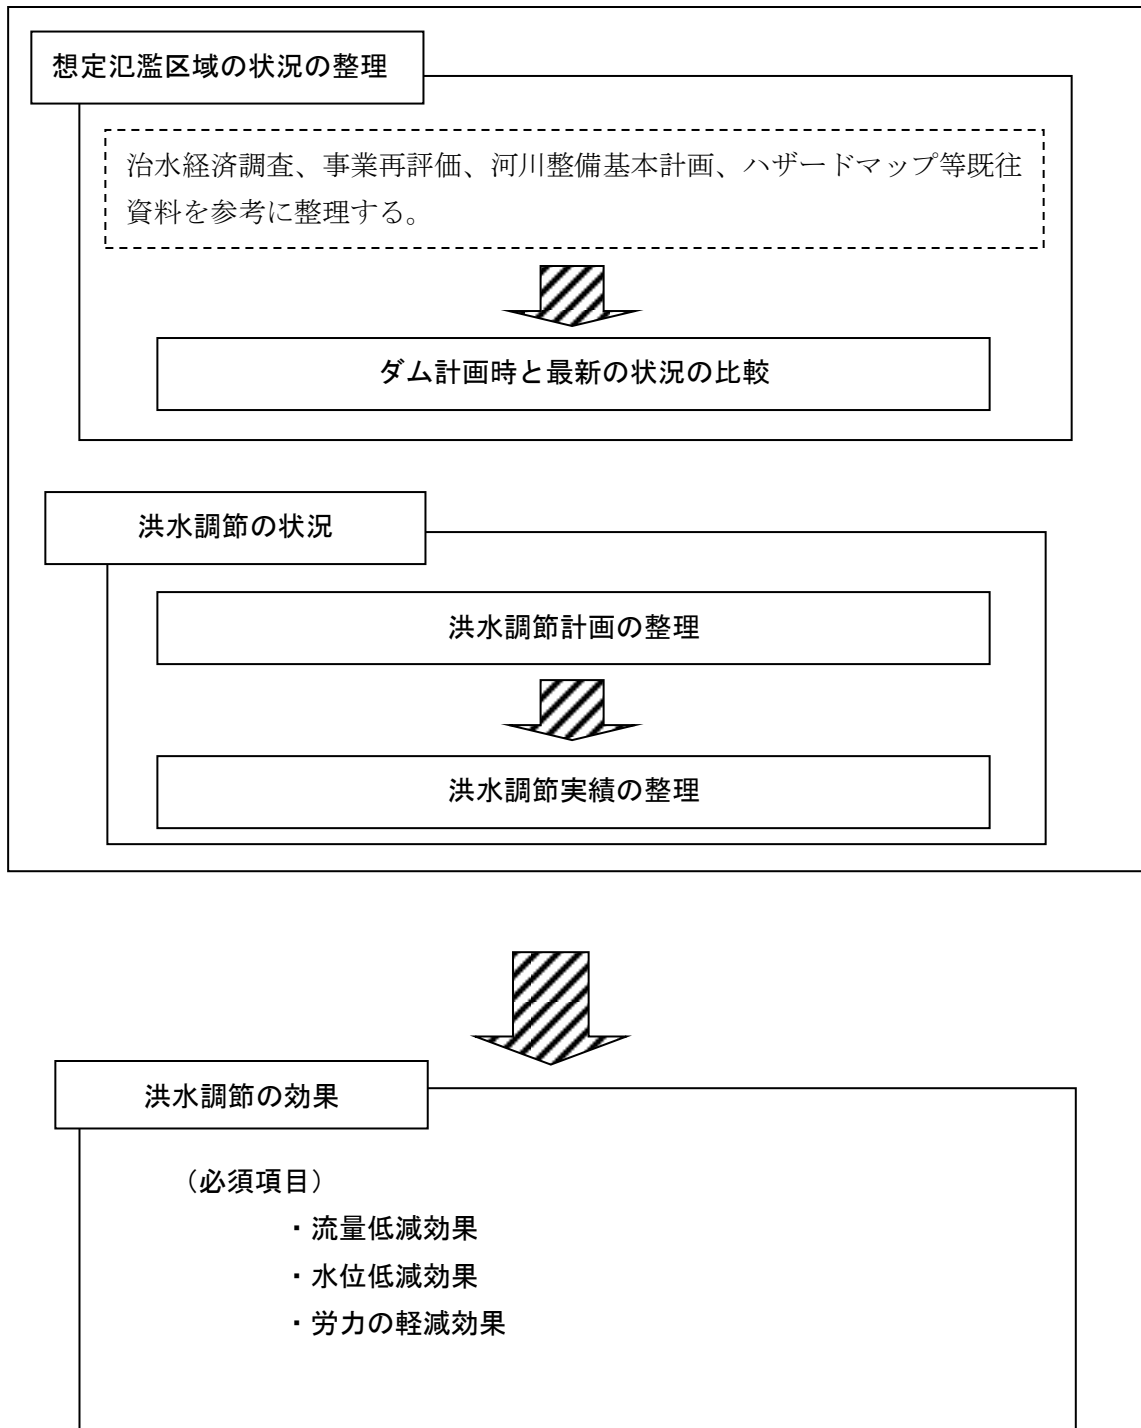 想定氾濫区域の状況の整理
治水経済調査、事業再評価、河川整備基本計画、ハザードマップ等既往
資料を参考に整理する。
ダム計画時と最新の状況の比較
洪水調節の状況
洪水調節計画の整理
洪水調節実績の整理
洪水調節の効果
（必須項目）
・流量低減効果
・水位低減効果
・労力の軽減効果